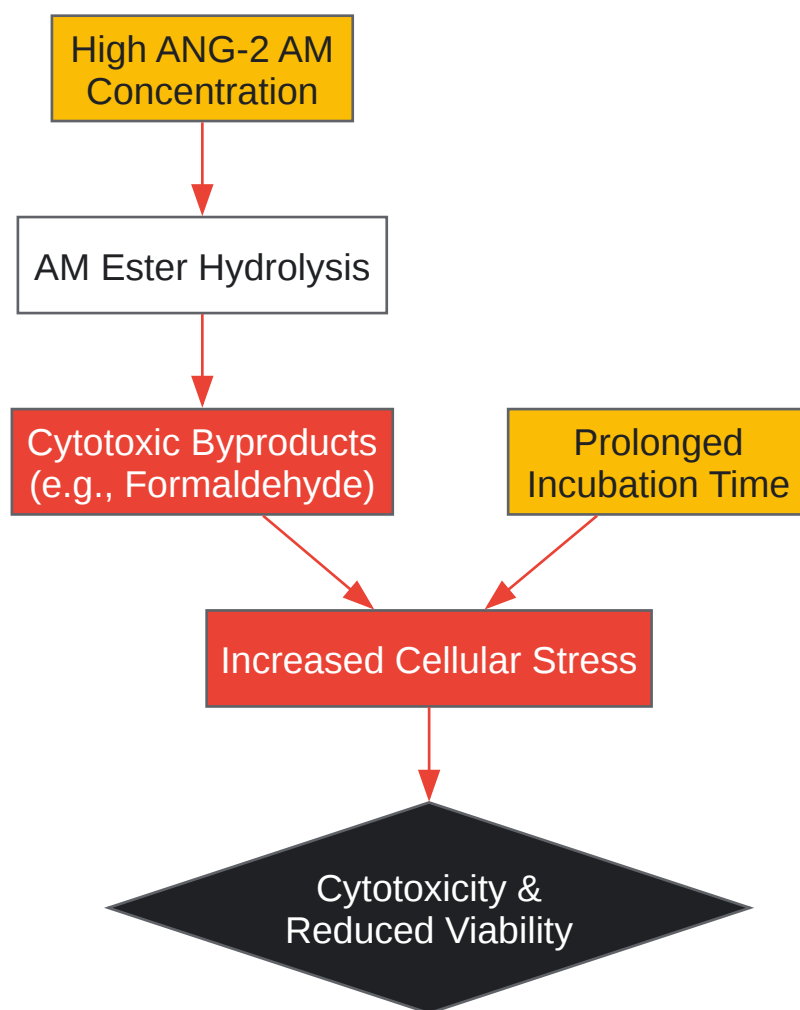 High ANG-2 AM
Concentration
AM Ester Hydrolysis
Cytotoxic Byproducts
(e.g., Formaldehyde)
Prolonged
Incubation Time
Increased Cellular Stress
Cytotoxicity &
Reduced Viability